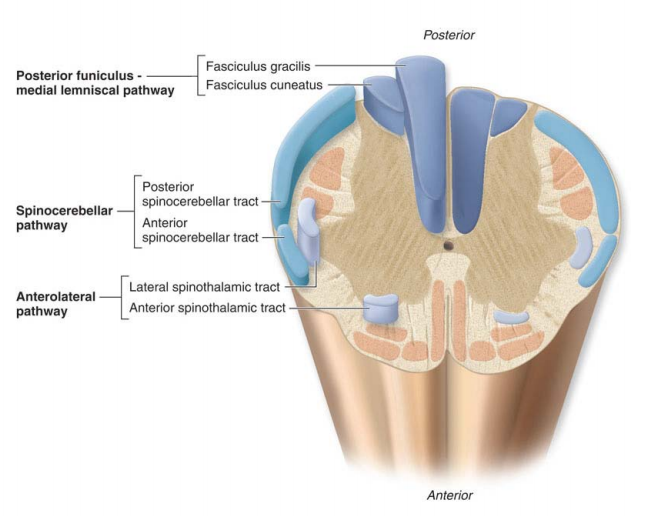 Posterior
Posterior funiculus -
medial lemniscal pathway
Fasciculus gracilis
Fasciculus cuneatus
Spinocerebellar
pathway
Posterior
spinocerebellar tract
Anterior
spinocerebellar tract
Anterolateral
pathway
Lateral spinothalamic tract
Anterior spinothalamic tract
Anterior